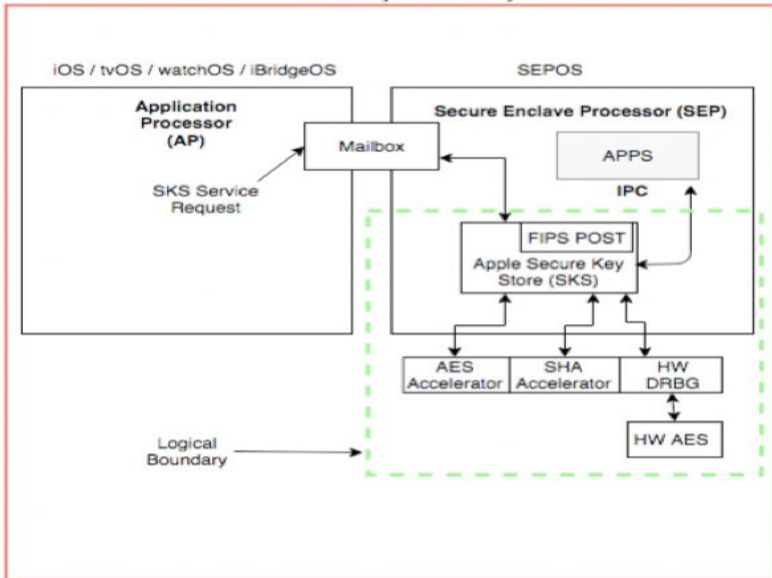 iOS / tvOS / watchOS / iBridgeOS
SEPOS
Application
Processor
(AP)
Mailbox
SKS Service
Request
Secure Enclave Processor (SEP)
APPS
IPC
FIPS POST
Apple Secure Key
Store (SKS)
AES
Accelerator
SHA
Accelerator
HW
DRBG
HW AES
Logical
Boundary